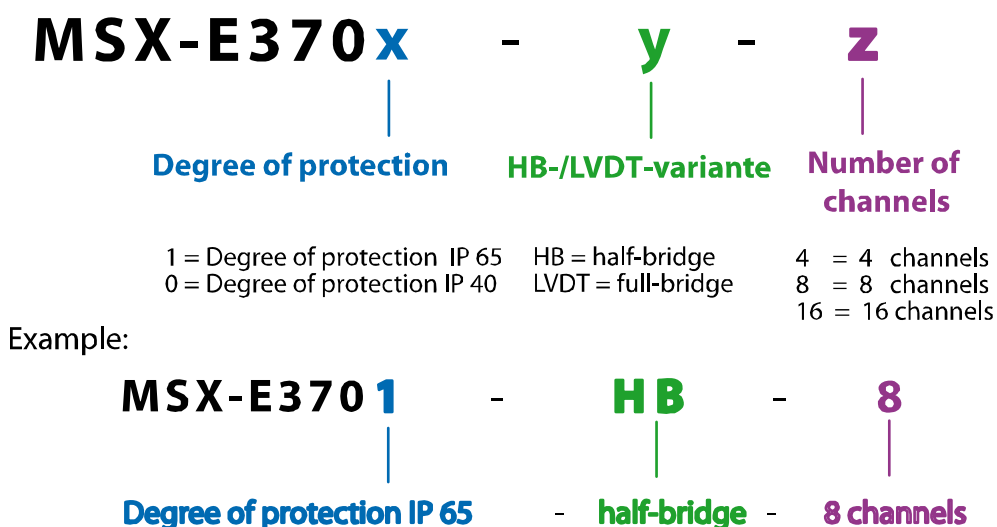 MSX-E370x - y - z
Degree of protection HB-/LVDT-variante Number of
channels
1 = Degree of protection IP 65 HB = half-bridge 4 = 4 channels
0 = Degree of protection IP 40 LVDT = full-bridge 8 = 8 channels
16 = 16 channels
Example:
MSX-E3701 - HB - 8
Degree of protection IP 65 - half-bridge - 8 channels